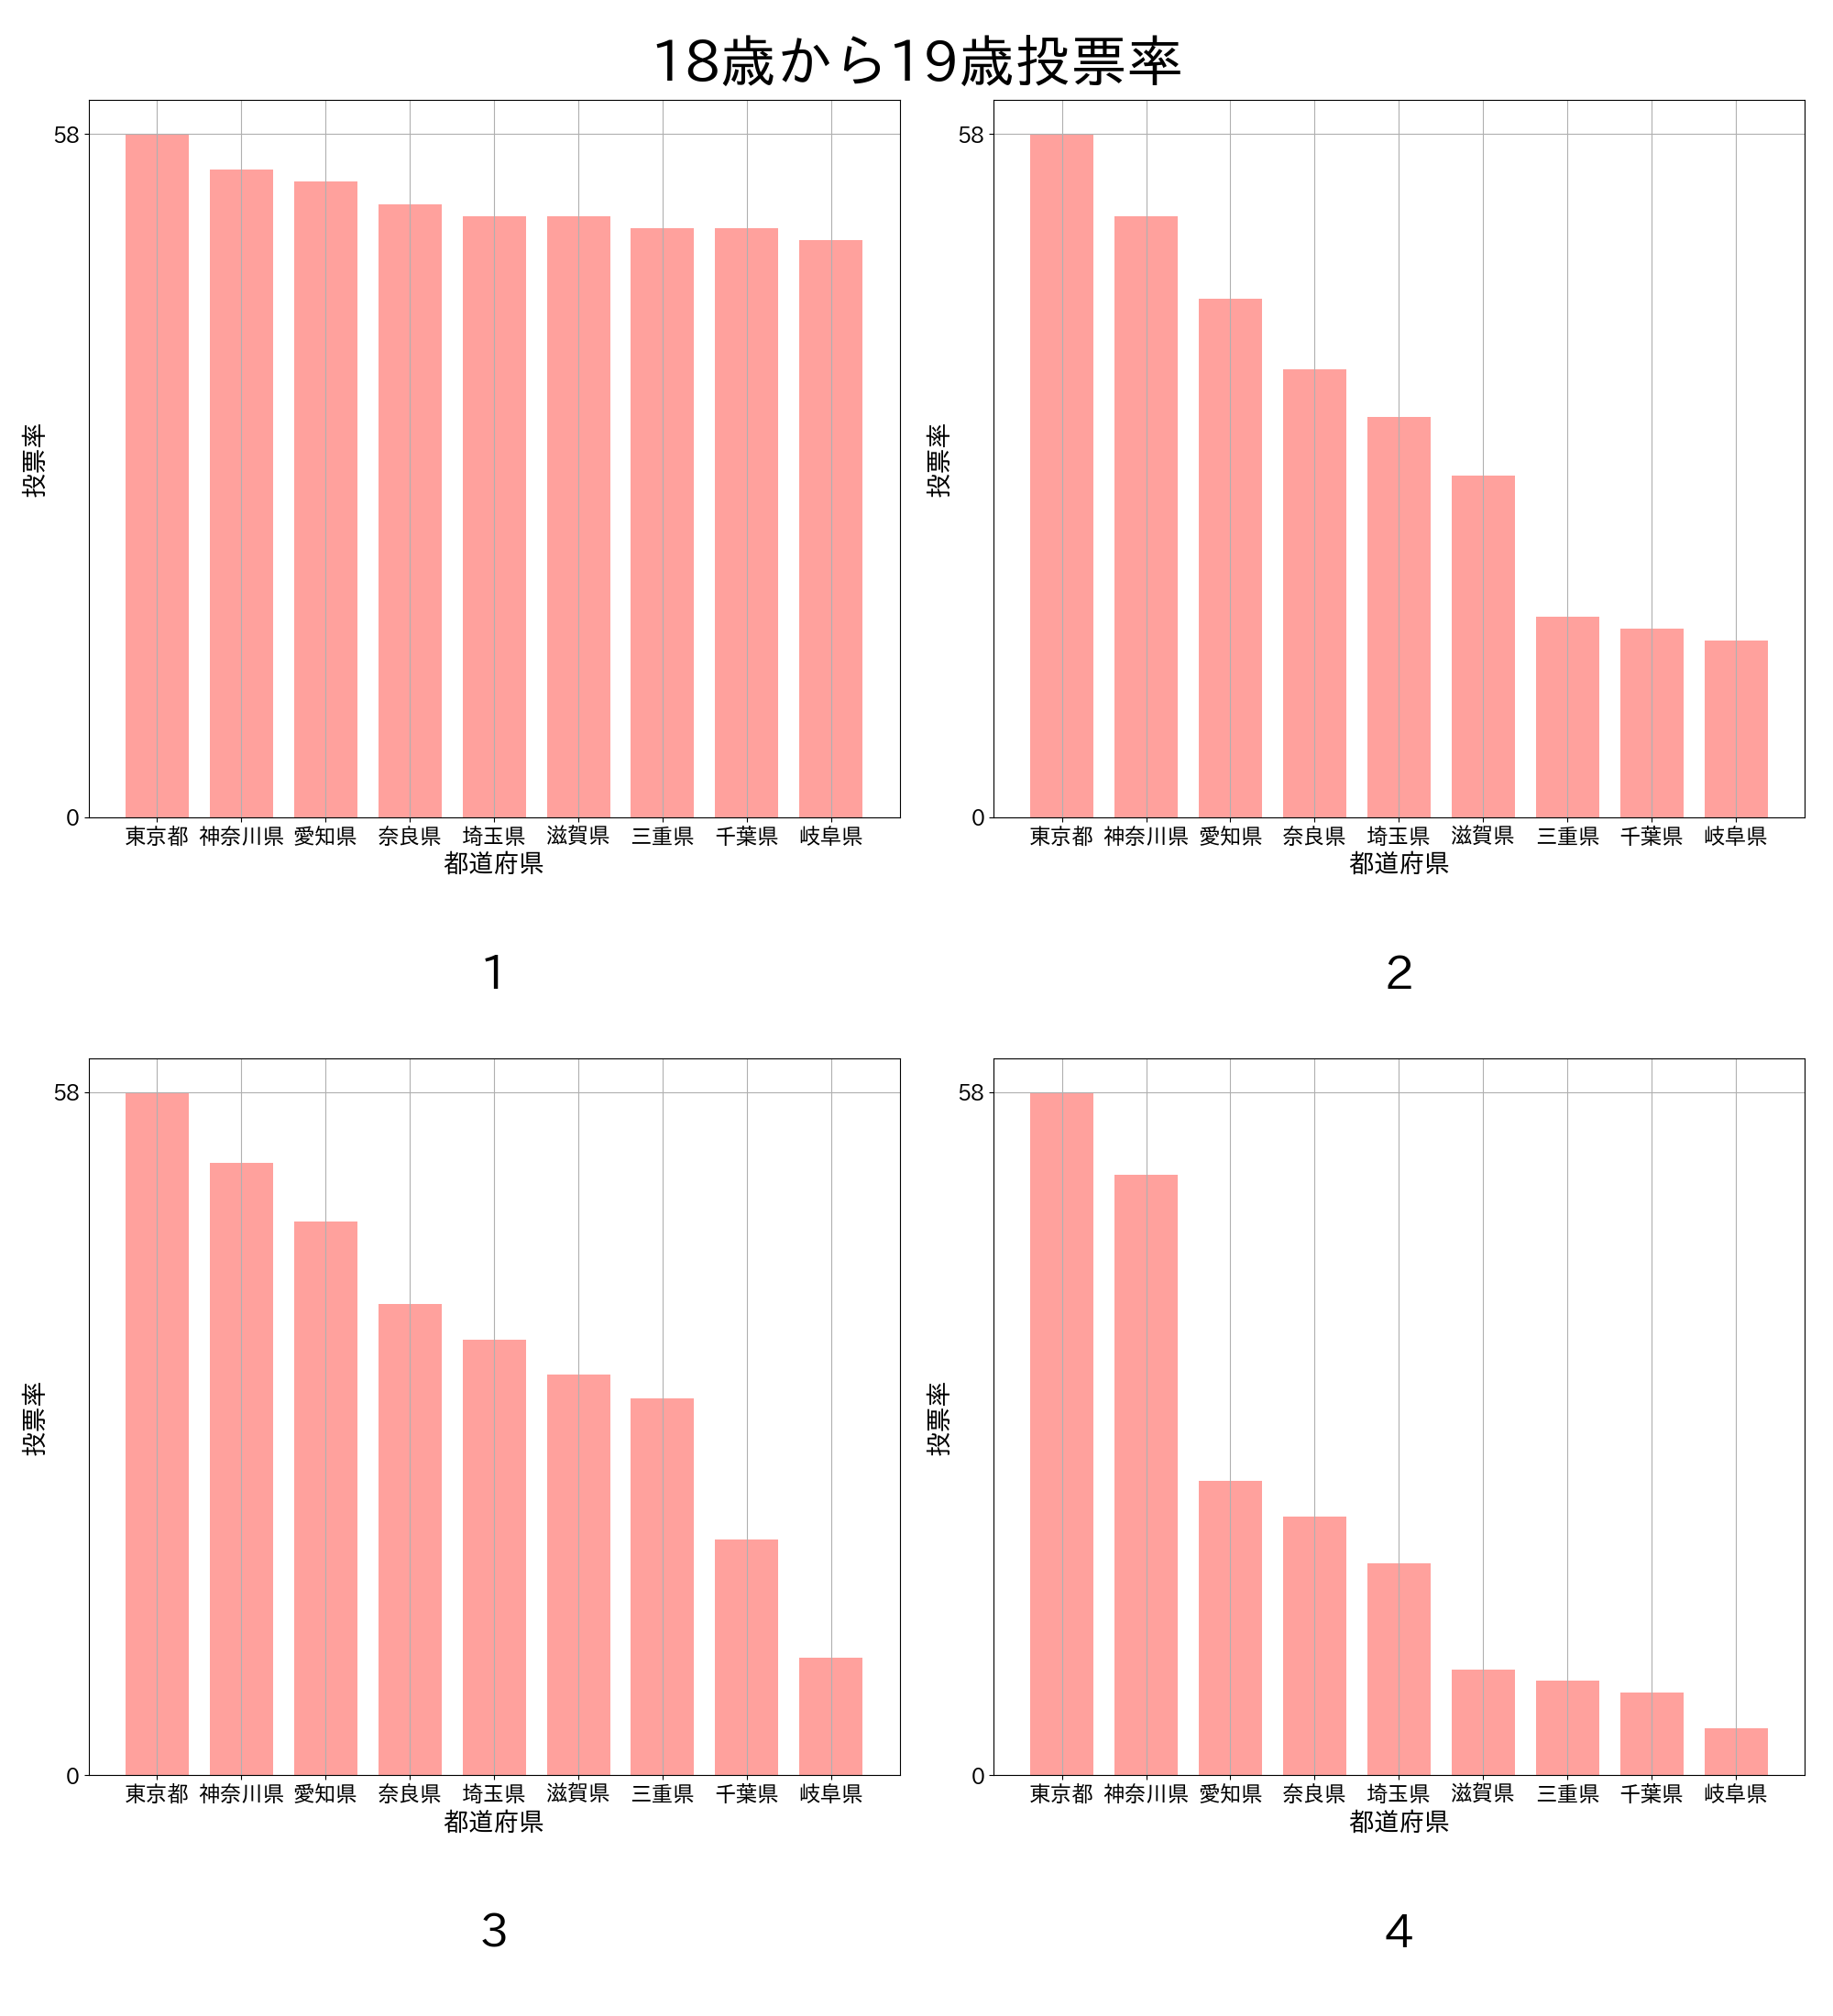 18歳から19歳投票率
58
0
投票率
東京都 神奈川県 愛知県 奈良県 埼玉県 滋賀県 三重県 千葉県 岐阜県
都道府県
1
58
0
投票率
東京都 神奈川県 愛知県 奈良県 埼玉県 滋賀県 三重県 千葉県 岐阜県
都道府県
2
58
0
投票率
東京都 神奈川県 愛知県 奈良県 埼玉県 滋賀県 三重県 千葉県 岐阜県
都道府県
3
58
0
投票率
東京都 神奈川県 愛知県 奈良県 埼玉県 滋賀県 三重県 千葉県 岐阜県
都道府県
4